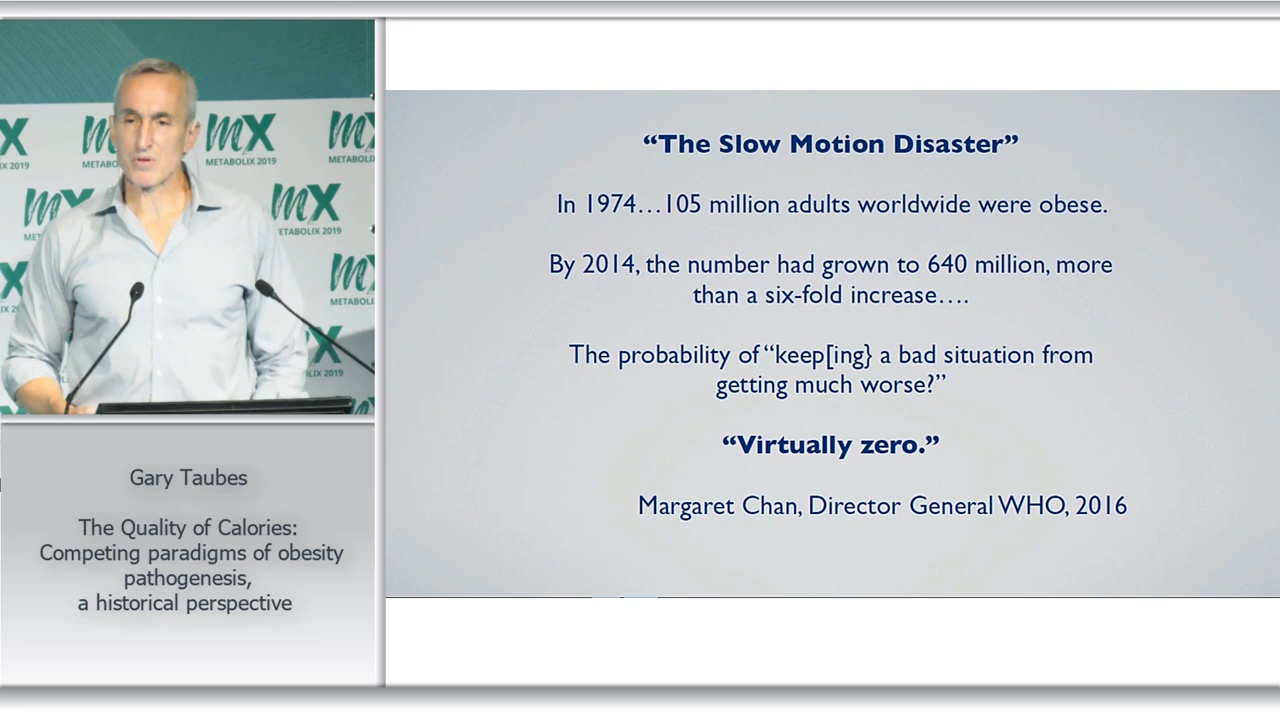 mX
METABOLIX 2019
Gary Taubes
The Quality of Calories:
Competing paradigms of obesity
pathogenesis,
a historical perspective
“The Slow Motion Disaster”
In 1974…105 million adults worldwide were obese.
By 2014, the number had grown to 640 million, more
than a six-fold increase….
The probability of “keep[ing} a bad situation from
getting much worse?”
“Virtually zero.”
Margaret Chan, Director General WHO, 2016